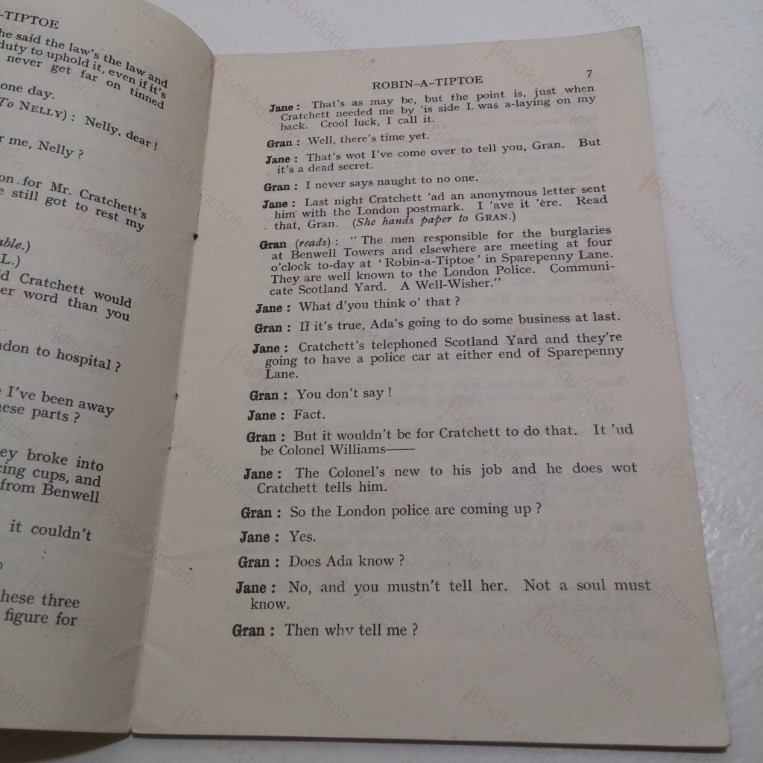 -TIPTOE
he said the law's the law and
duty to uphold it, even if it's
never get far on tinned
one day.
To NELLY) : Nelly, dear !
r me, Nelly ?
on for Mr. Cratchett's
e still got to rest my
able.)
L.)
d Cratchett would
er word than you
ndon to hospital ?
I've been away
nese parts ?
ey broke into
cing cups, and
from Benwell
it couldn't
hese three
figure for
ROBIN-A-TIPTOE 7
Jane : That's as may be, but the point is, just when
Cratchett needed me by 'is side I was a-laying on my
back. Crool luck, I call it.
Gran : Well, there's time yet.
Jane : That's wot I've come over to tell you, Gran. But
it's a dead secret.
Gran : I never says naught to no one.
Jane : Last night Cratchett 'ad an anonymous letter sent
him with the London postmark. I 'ave it 'ere. Read
that, Gran. (She hands paper to GRAN.)
Gran (reads) : " The men responsible for the burglaries
at Benwell Towers and elsewhere are meeting at four
o'clock to-day at ' Robin-a-Tiptoe ' in Sparepenny Lane.
They are well known to the London Police. Communi-
cate Scotland Yard. A Well-Wisher."
Jane : What d'you think o' that ?
Gran : If it's true, Ada's going to do some business at last.
Jane : Cratchett's telephoned Scotland Yard and they're
going to have a police car at either end of Sparepenny
Lane.
Gran : You don't say !
Jane : Fact.
Gran : But it wouldn't be for Cratchett to do that. It 'ud
be Colonel Williams——
Jane : The Colonel's new to his job and he does wot
Cratchett tells him.
Gran : So the London police are coming up ?
Jane : Yes.
Gran : Does Ada know ?
Jane : No, and you mustn't tell her. Not a soul must
know.
Gran : Then why tell me ?